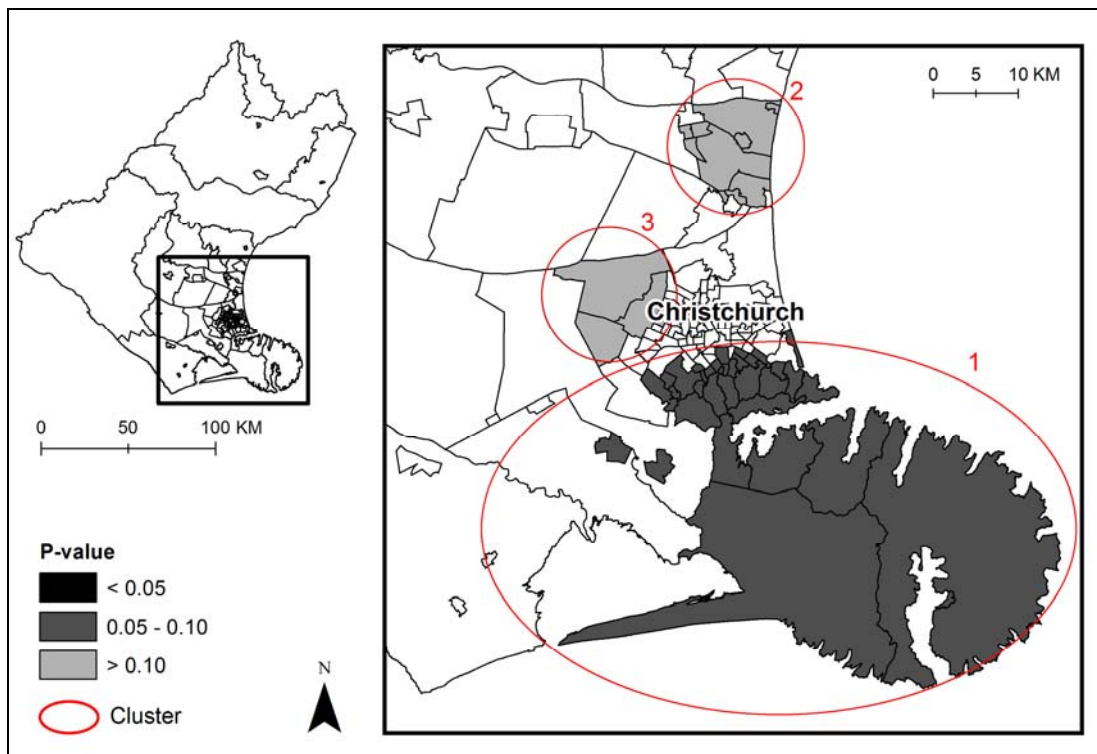 0 5 10 KM
2
3
Christchurch
1
0 50 100 KM
P-value
< 0.05
0.05 - 0.10
> 0.10
Cluster
N